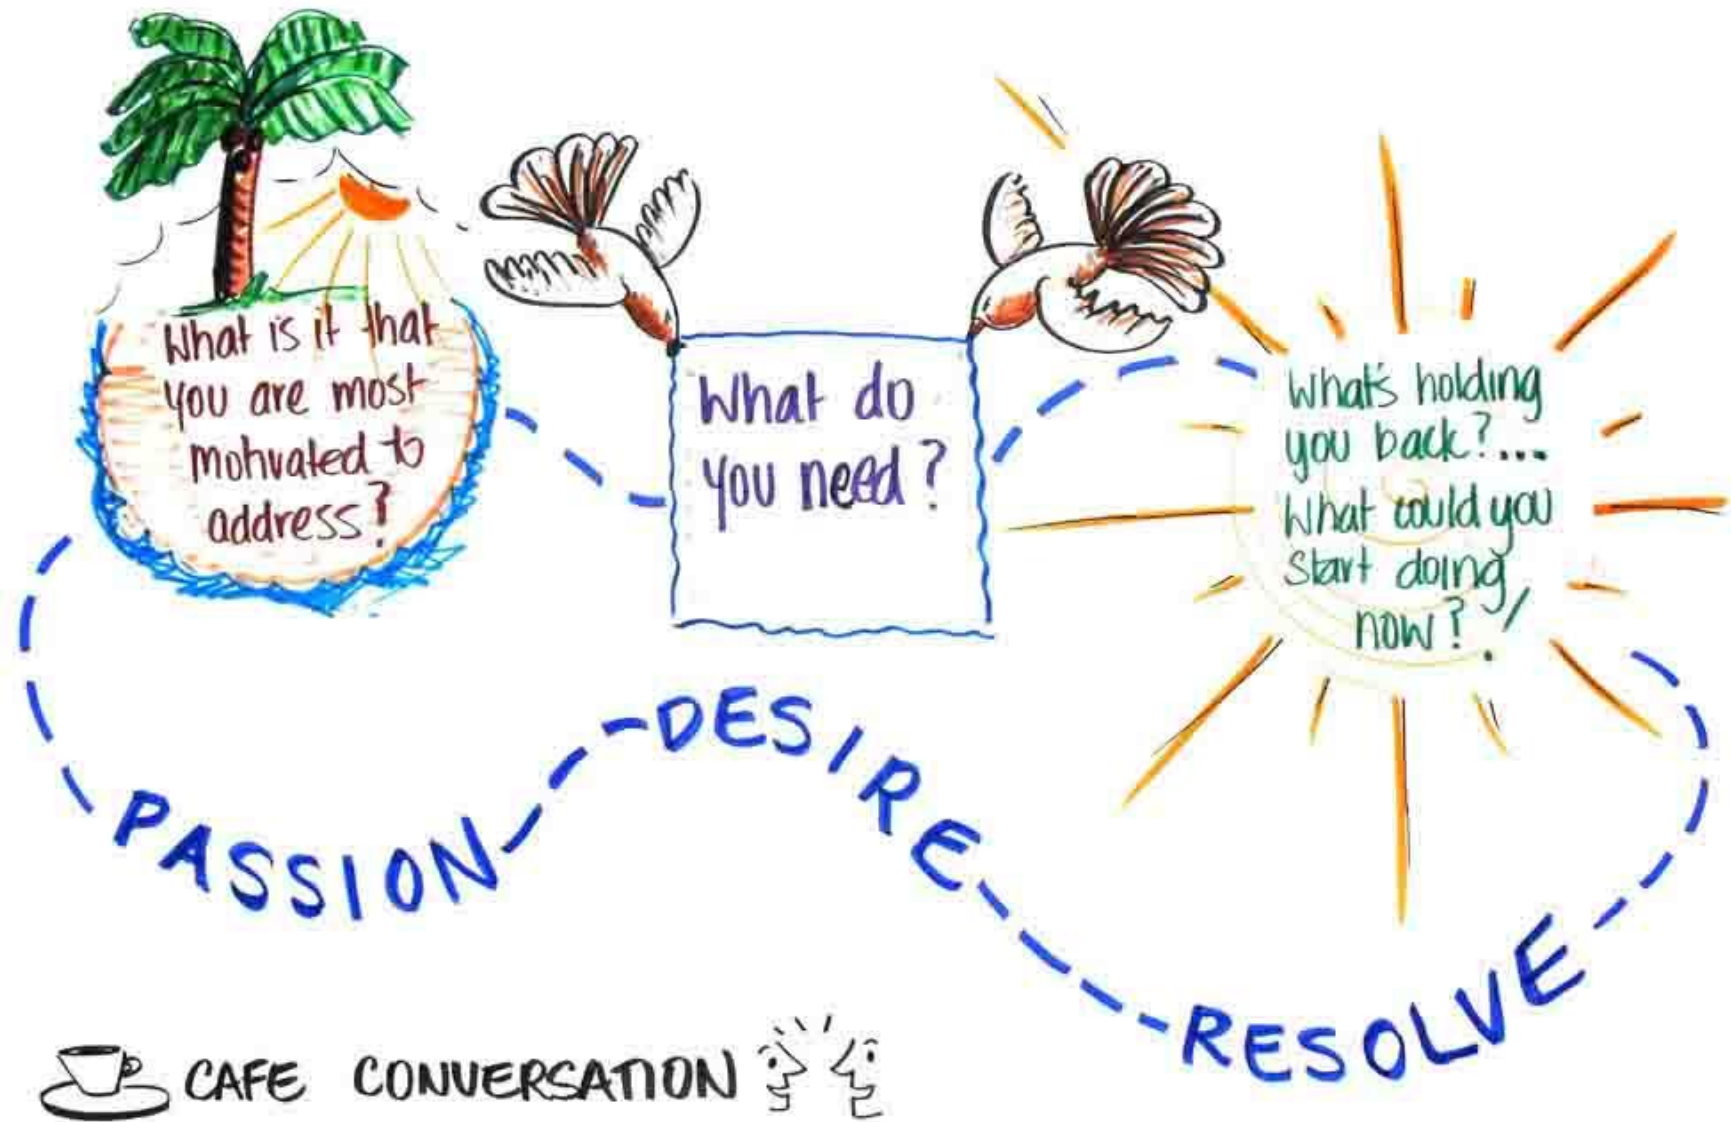 What is it that
you are most
motivated to
address?
What do
you need?
What's holding
you back?...
What could you
start doing
now?!
PASSION
DESIRE
RESOLVE
CAFE CONVERSATION